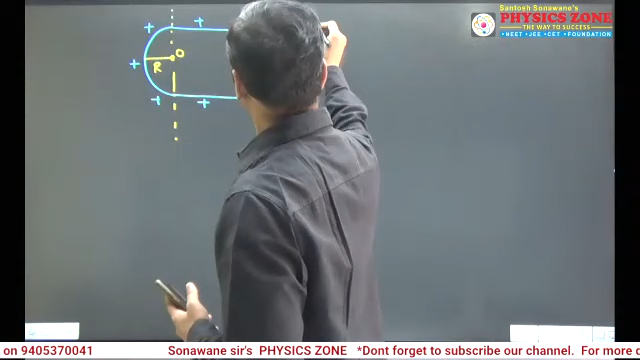 Santosh Sonawane's
PHYSICS ZONE
THE WAY TO SUCCESS
• NEET • JEE • CET • FOUNDATION
+ +
+ R O
+ +
on 9405370041 Sonawane sir's PHYSICS ZONE *Dont forget to subscribe our channel. For more